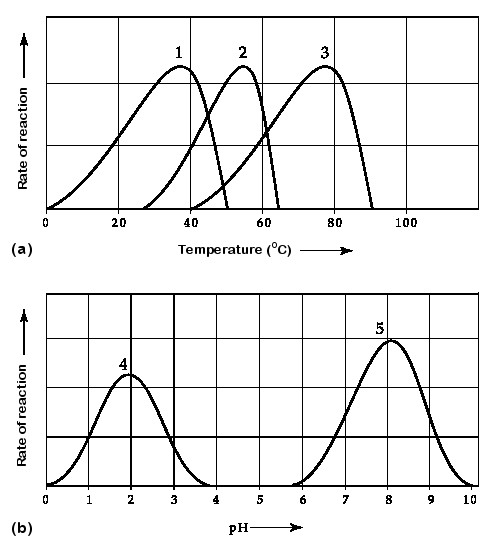 1 2 3
Rate of reaction
0 20 40 60 80 100
(a) Temperature (°C)
5
4
Rate of reaction
0 1 2 3 4 5 6 7 8 9 10
(b) pH